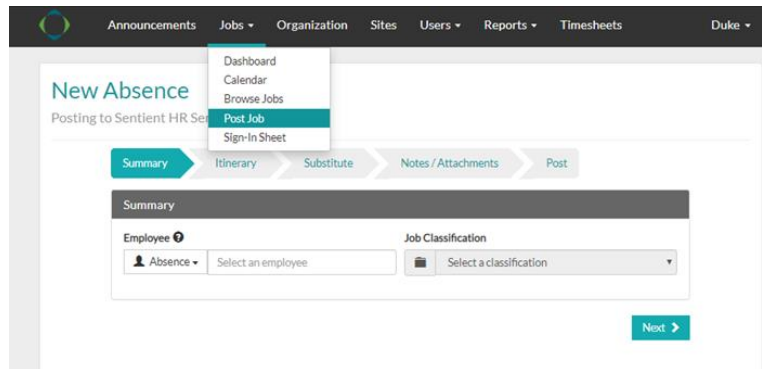 Announcements Jobs Organization Sites Users Reports Timesheets Duke
Dashboard
Calendar
Browse Jobs
Post Job
Sign-In Sheet
New Absence
Posting to Sentient HR Ser
Summary Itinerary Substitute Notes / Attachments Post
Summary
Employee Job Classification
Absence Select an employee Select a classification
Next